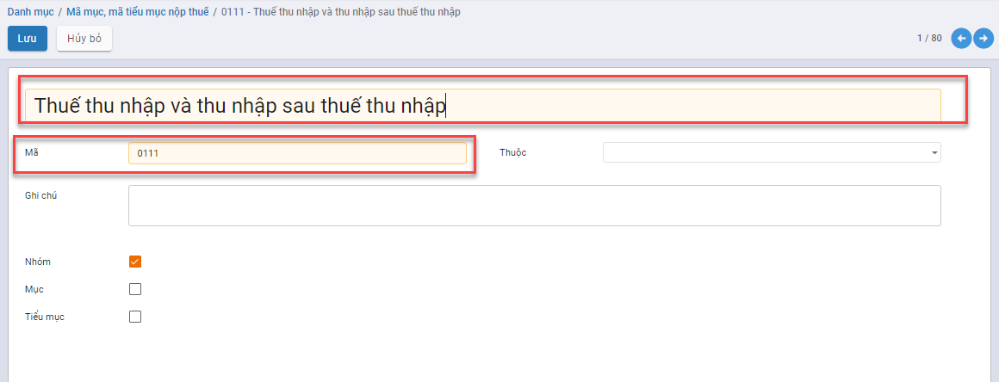 Danh mục / Mã mục, mã tiểu mục nộp thuế / 0111 - Thuế thu nhập và thu nhập sau thuế thu nhập
Lưu Hủy bỏ 1 / 80
Thuế thu nhập và thu nhập sau thuế thu nhập
Mã 0111 Thuộc
Ghi chú
Nhóm
Mục
Tiểu mục